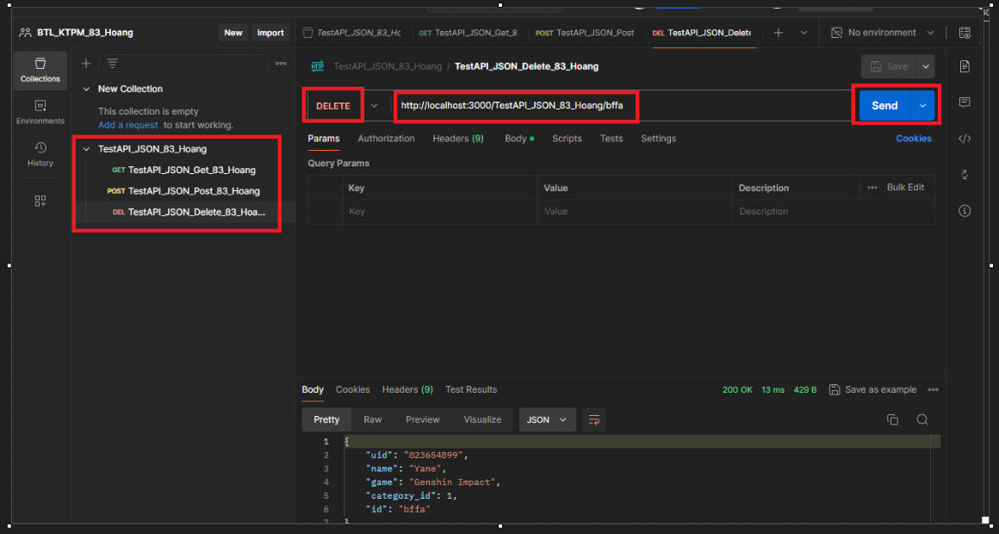 BTL_KTPM_83_Hoang
New
Import
TestAPI_JSON_83_Hc
GET TestAPI_JSON_Get_8
POST TestAPI_JSON_Post
DEL TestAPI_JSON_Delete
No environment
Collections
Environments
History
New Collection
This collection is empty
Add a request to start working.
TestAPI_JSON_83_Hoang
GET TestAPI_JSON_Get_83_Hoang
POST TestAPI_JSON_Post_83_Hoang
DEL TestAPI_JSON_Delete_83_Hoa...
HTTP TestAPI_JSON_83_Hoang / TestAPI_JSON_Delete_83_Hoang
Save
DELETE
http://localhost:3000/TestAPI_JSON_83_Hoang/bffa
Send
Params Authorization Headers (9) Body Scripts Tests Settings
Cookies
Query Params
Key Value Description
Bulk Edit
Key Value Description
Body Cookies Headers (9) Test Results
200 OK 13 ms 429 B Save as example
Pretty Raw Preview Visualize JSON
1 {
2 "uid": "823654899",
3 "name": "Yane",
4 "game": "Genshin Impact",
5 "category_id": 1,
6 "id": "bffa"
7 }